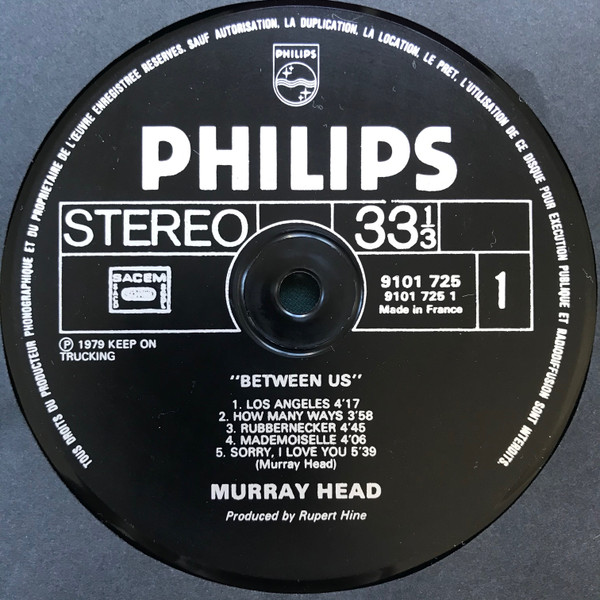 TOUS DROITS DU PRODUCTEUR PHONOGRAPHIQUE ET DU PROPRIETAIRE DE L'ŒUVRE ENREGISTREE RESERVES. SAUF AUTORISATION, LA DUPLICATION, LA LOCATION, LE PRET, L'UTILISATION DE CE DISQUE POUR EXECUTION PUBLIQUE ET RADIODIFFUSION SONT INTERDITS.
PHILIPS
PHILIPS
STEREO 33⅓
SACEM
9101 725
9101 725 1
Made in France
1
Ⓟ 1979 KEEP ON
TRUCKING
"BETWEEN US"
1. LOS ANGELES 4'17
2. HOW MANY WAYS 3'58
3. RUBBERNECKER 4'45
4. MADEMOISELLE 4'06
5. SORRY, I LOVE YOU 5'39
(Murray Head)
MURRAY HEAD
Produced by Rupert Hine